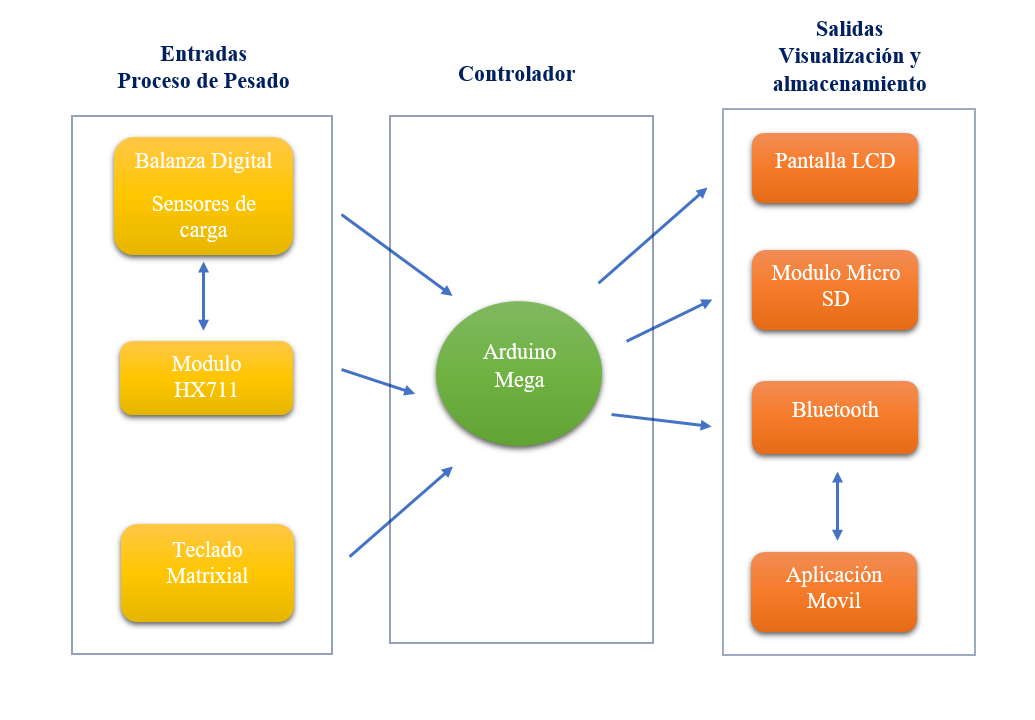 Entradas
Proceso de Pesado
Controlador
Salidas
Visualización y
almacenamiento
Balanza Digital
Sensores de
carga
Modulo
HX711
Teclado
Matrixial
Arduino
Mega
Pantalla LCD
Modulo Micro
SD
Bluetooth
Aplicación
Movil